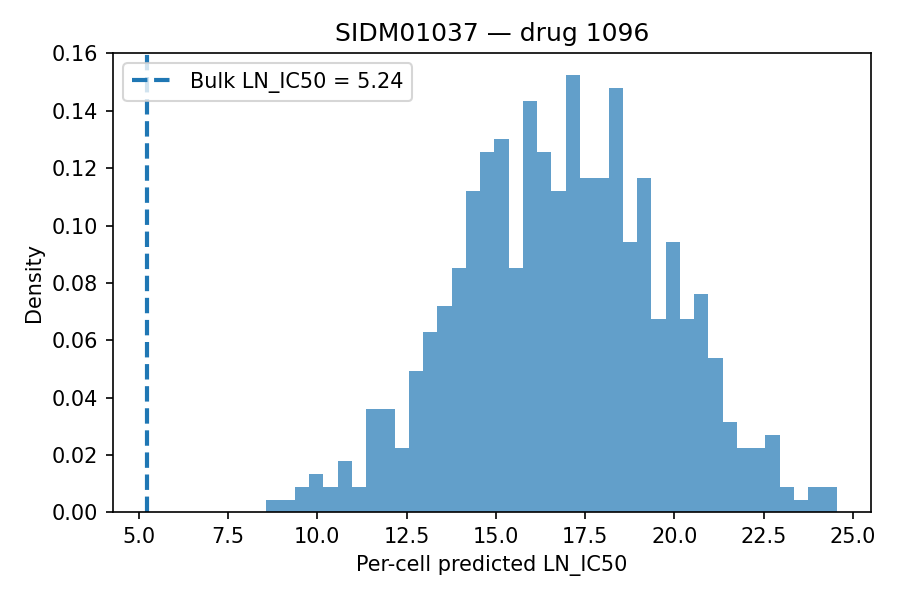 SIDM01037 — drug 1096
Bulk LN_IC50 = 5.24
Density
0.16
0.14
0.12
0.10
0.08
0.06
0.04
0.02
0.00
5.0 7.5 10.0 12.5 15.0 17.5 20.0 22.5 25.0
Per-cell predicted LN_IC50